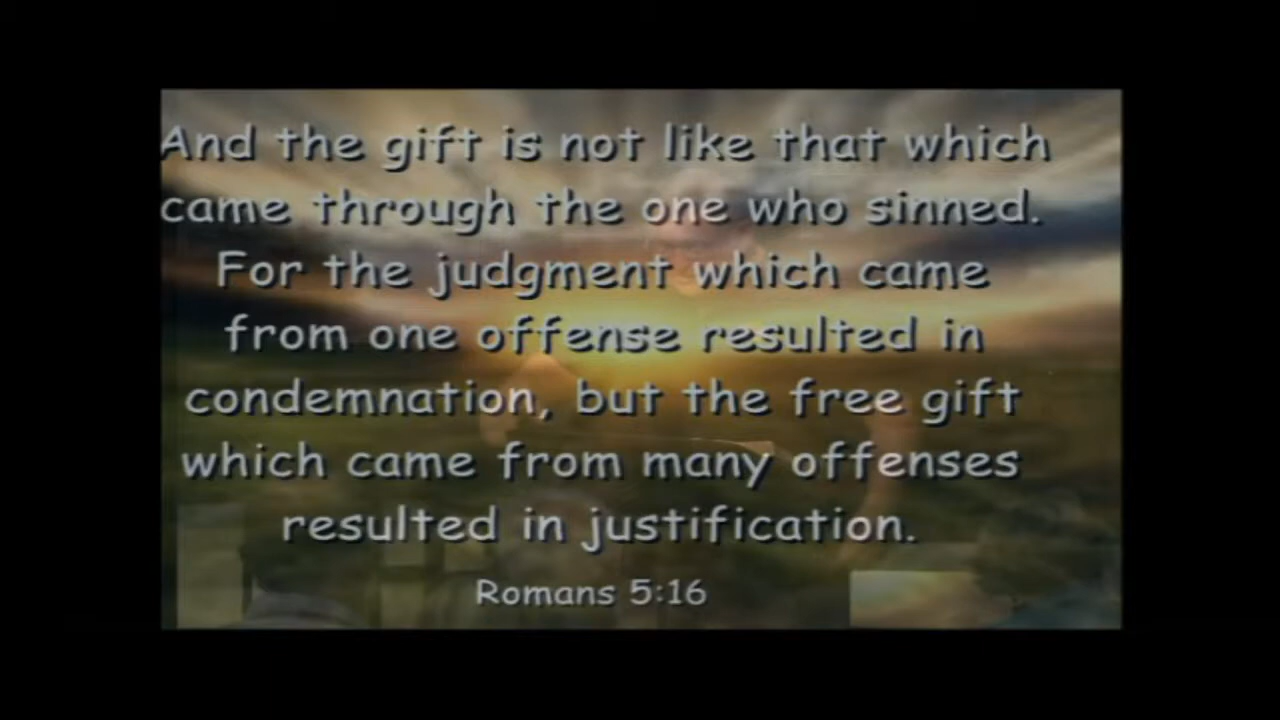 And the gift is not like that which
came through the one who sinned.
For the judgment which came
from one offense resulted in
condemnation, but the free gift
which came from many offenses
resulted in justification.
Romans 5:16